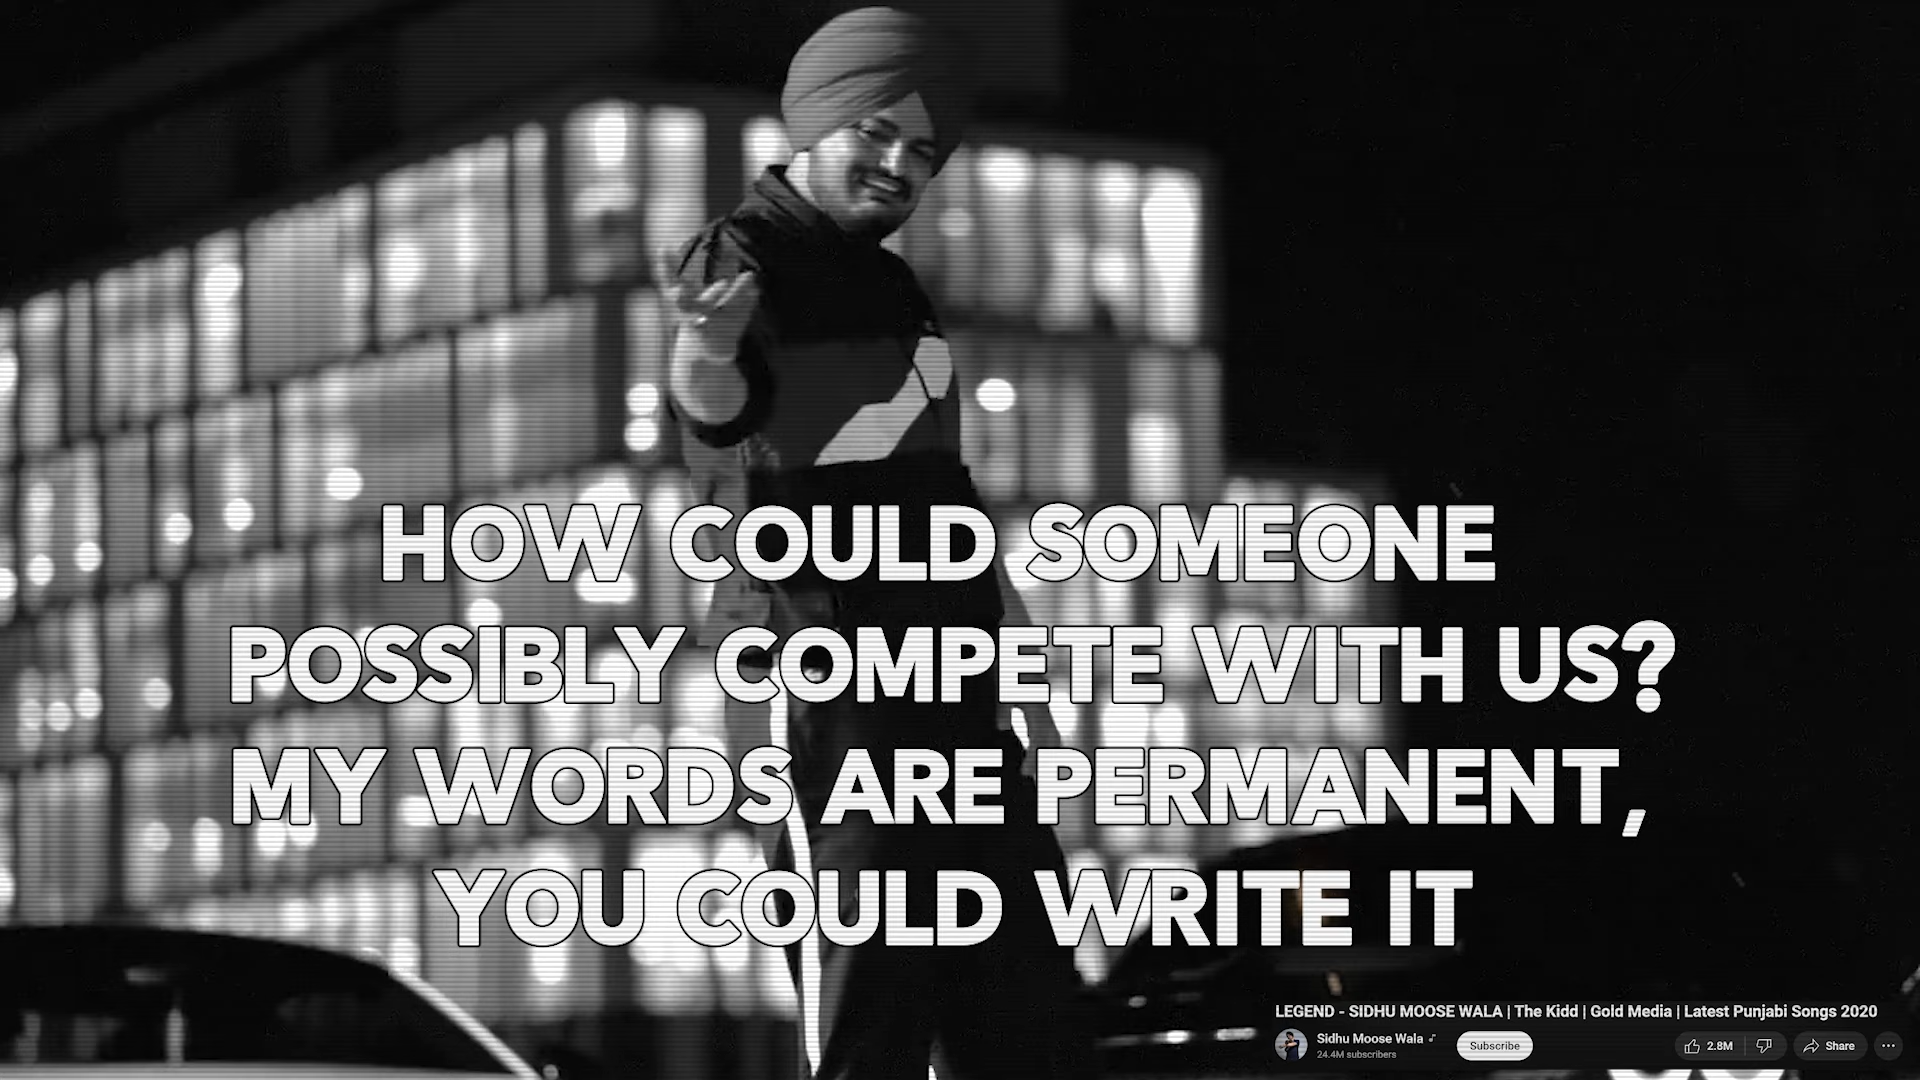 HOW COULD SOMEONE
POSSIBLY COMPETE WITH US?
MY WORDS ARE PERMANENT,
YOU COULD WRITE IT
LEGEND - SIDHU MOOSE WALA | The Kidd | Gold Media | Latest Punjabi Songs 2020
Sidhu Moose Wala
24.4M subscribers
Subscribe
2.8M
Share